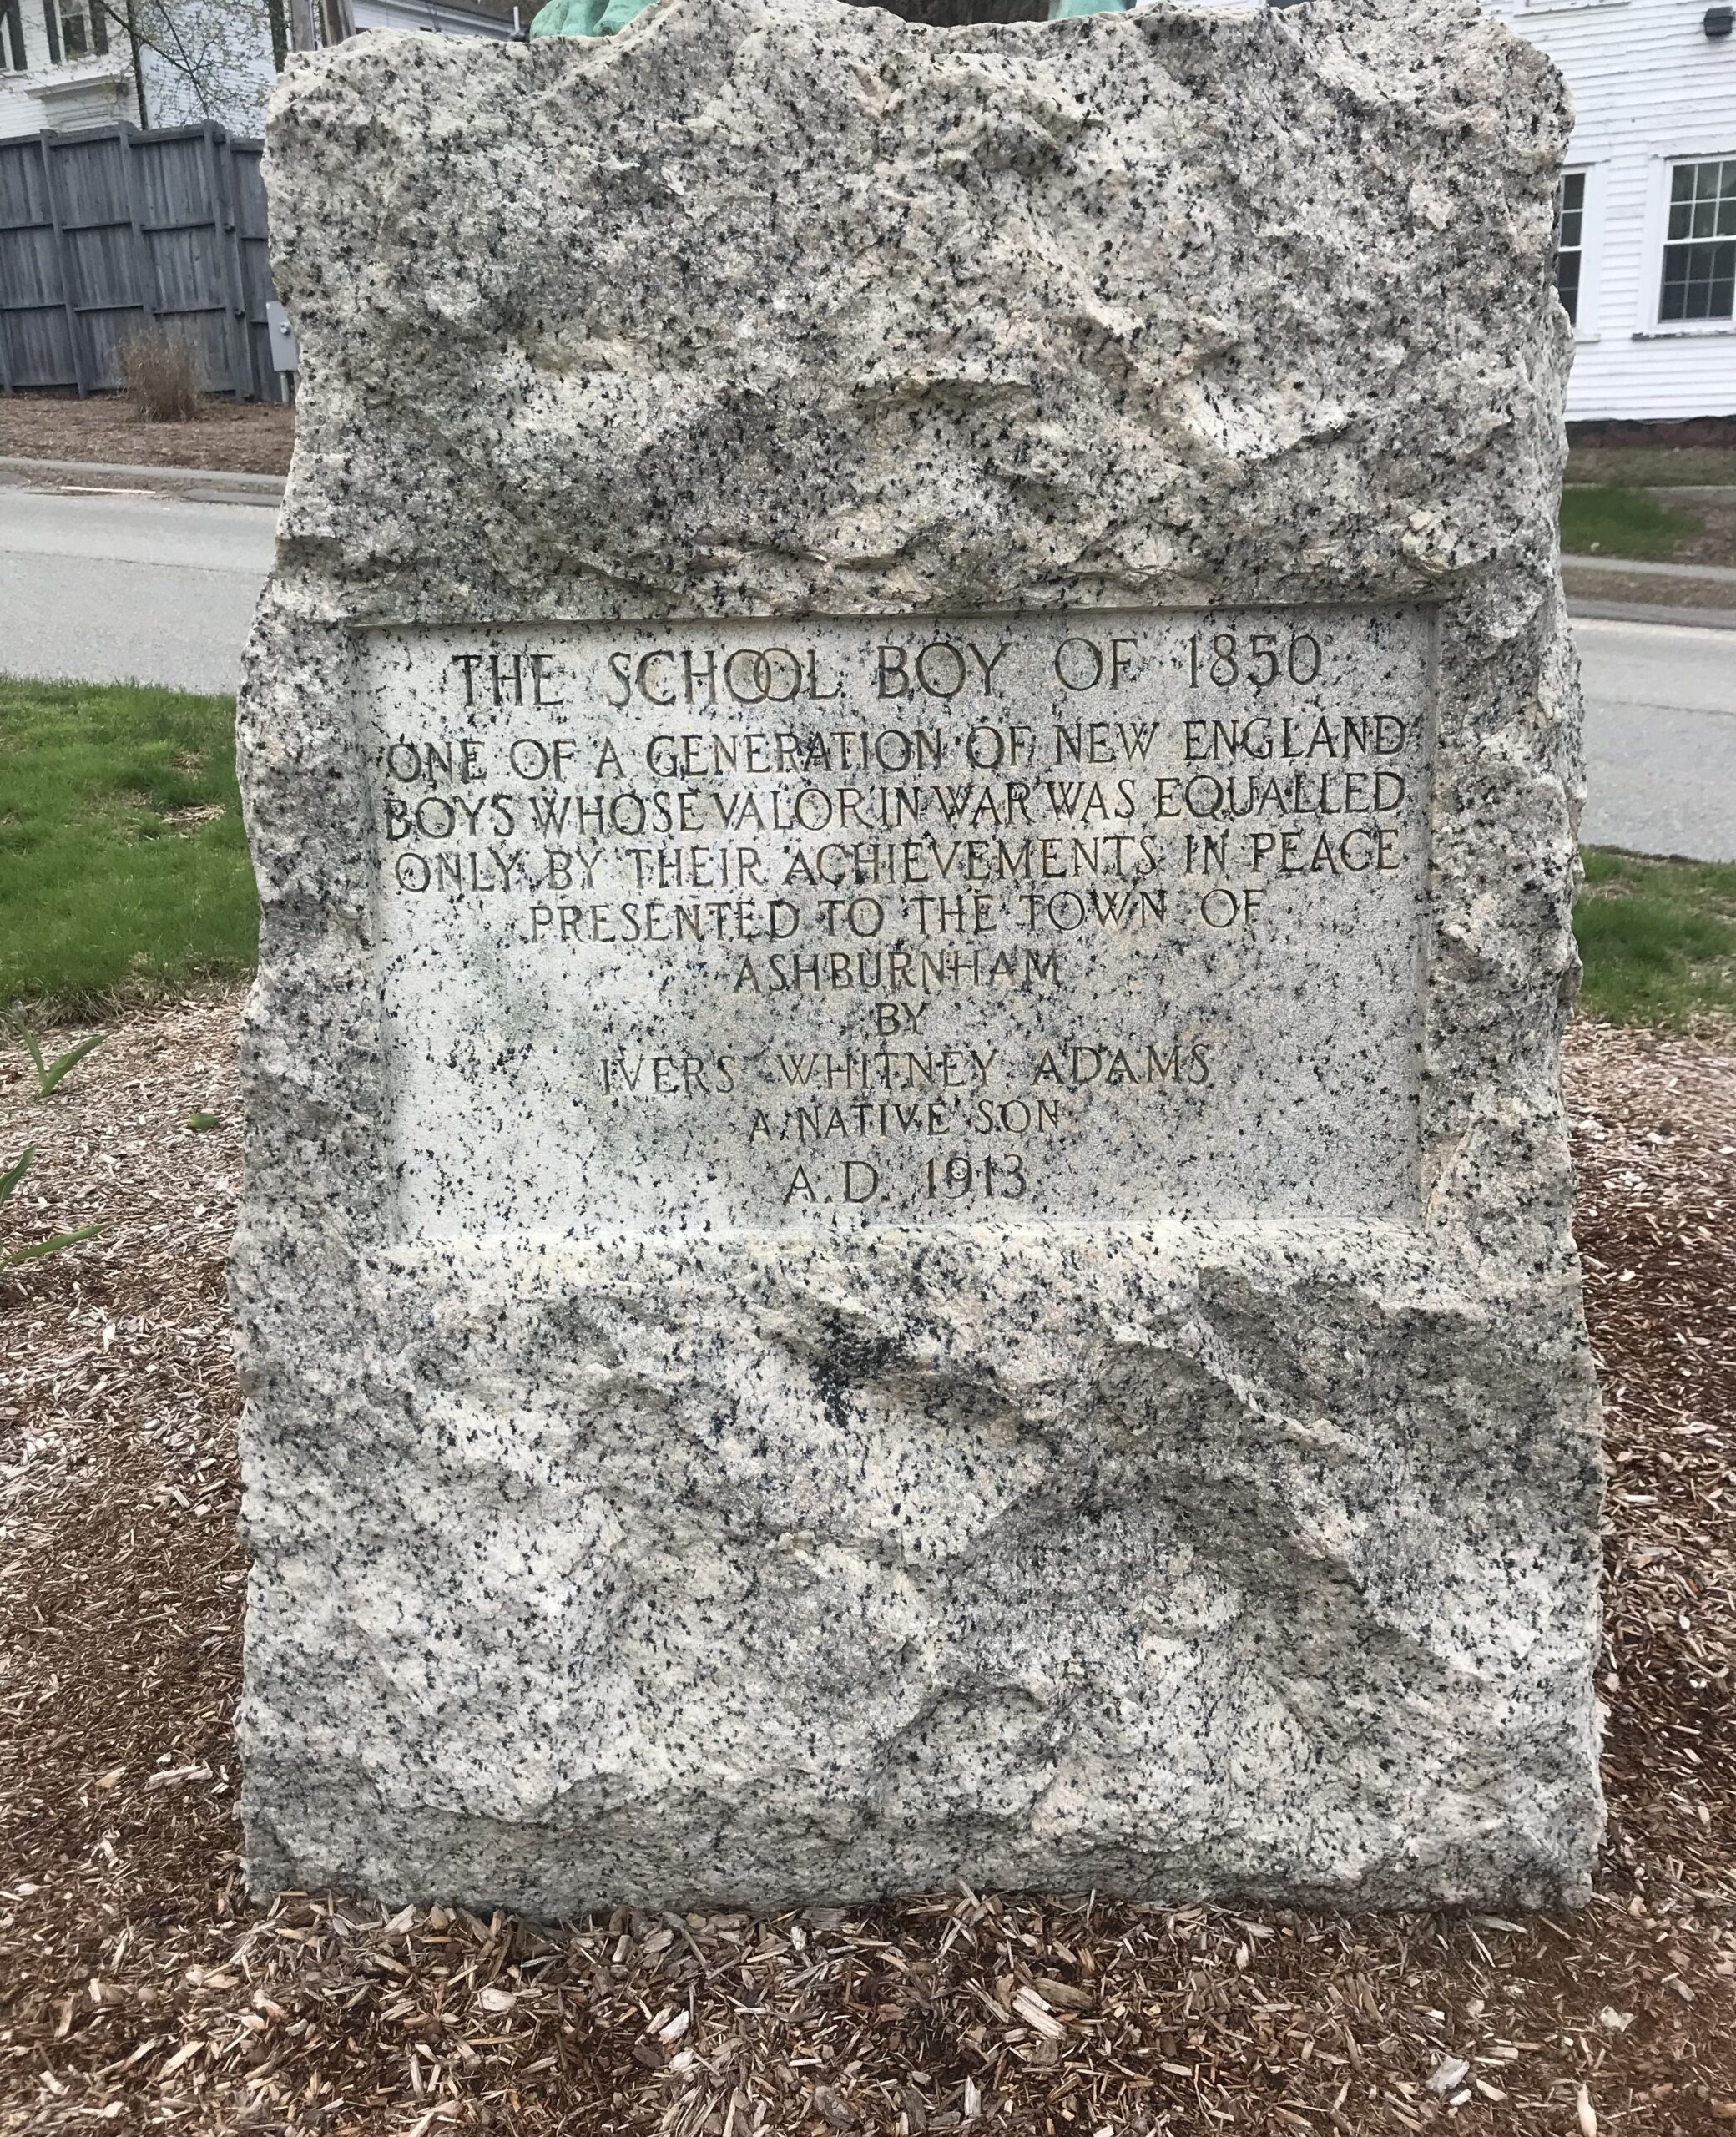 THE SCHOOL BOY OF 1850
ONE OF A GENERATION OF NEW ENGLAND
BOYS WHOSE VALOR IN WAR WAS EQUALLED
ONLY BY THEIR ACHIEVEMENTS IN PEACE
PRESENTED TO THE TOWN OF
ASHBURNHAM
BY
IVERS WHITNEY ADAMS
A NATIVE SON
A.D. 1913